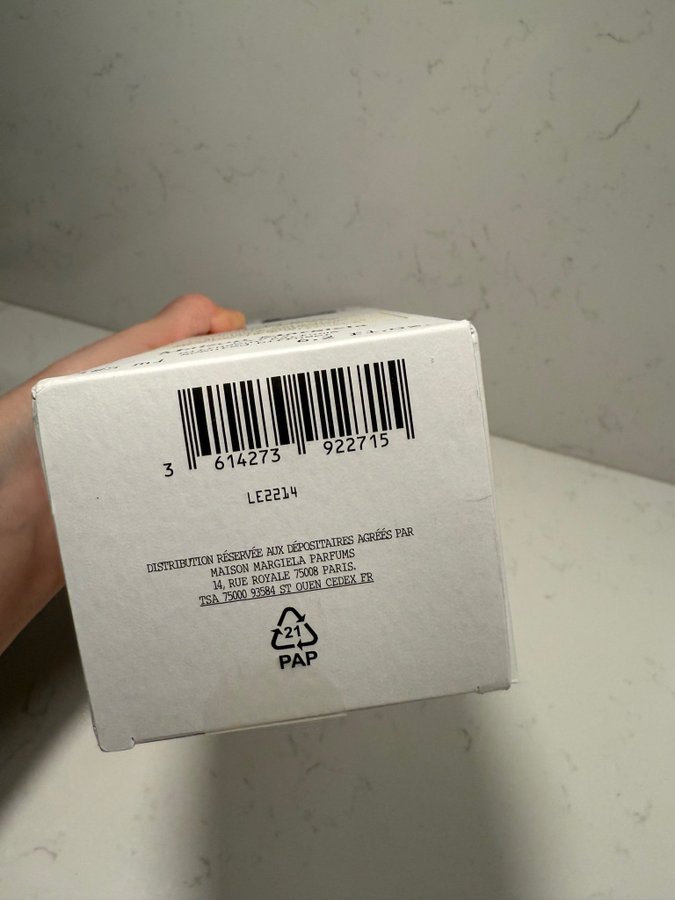 3 614273 922715
LE2214
DISTRIBUTION RÉSERVÉE AUX DÉPOSITAIRES AGRÉÉS PAR
MAISON MARGIELA PARFUMS
14, RUE ROYALE 75008 PARIS.
TSA 75000 93584 ST OUEN CEDEX FR
21
PAP